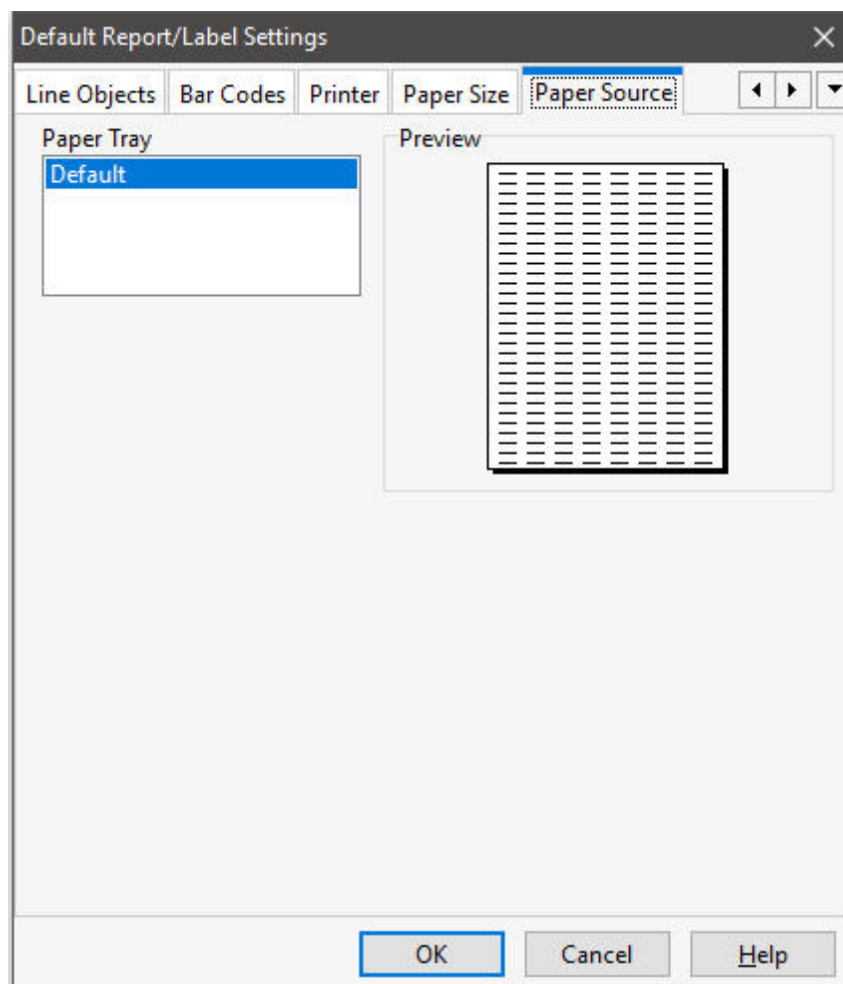 Default Report/Label Settings
Line Objects Bar Codes Printer Paper Size Paper Source
Paper Tray Preview
Default
OK Cancel Help